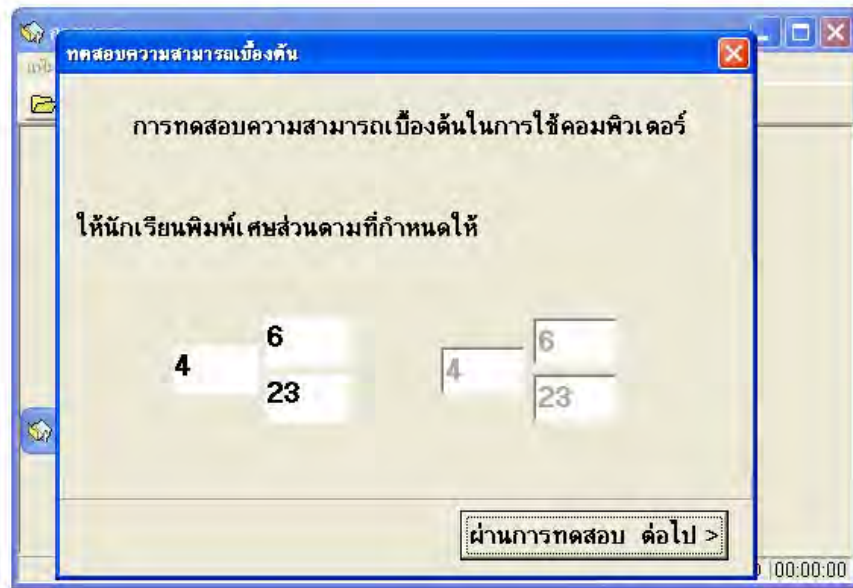 ทดสอบความสามารถเบื้องต้น
การทดสอบความสามารถเบื้องต้นในการใช้คอมพิวเตอร์
ให้นักเรียนพิมพ์เศษส่วนตามที่กำหนดให้
6
4
23
6
4
23
ผ่านการทดสอบ ต่อไป >
00:00:00